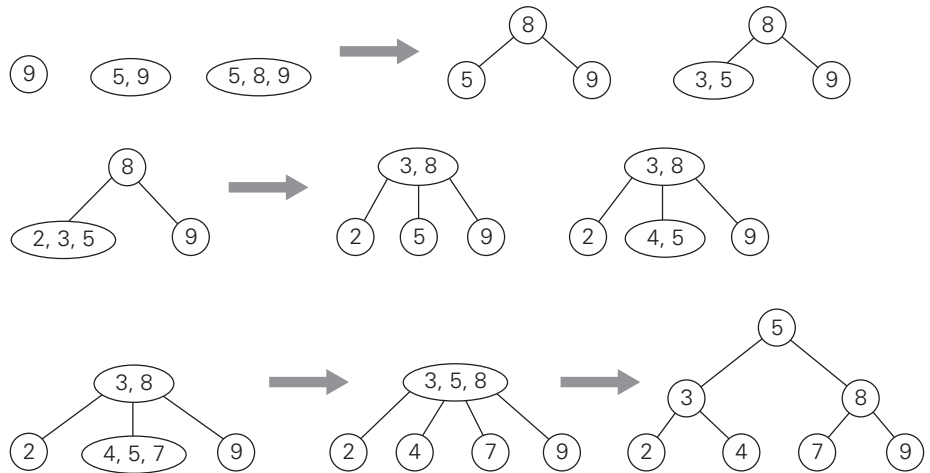 8 8
9 5, 9 5, 8, 9 5 9 3, 5 9
8 3, 8 3, 8
2, 3, 5 9 2 5 9 2 4, 5 9
5
3, 8 3, 5, 8 3 8
2 4, 5, 7 9 2 4 7 9 2 4 7 9